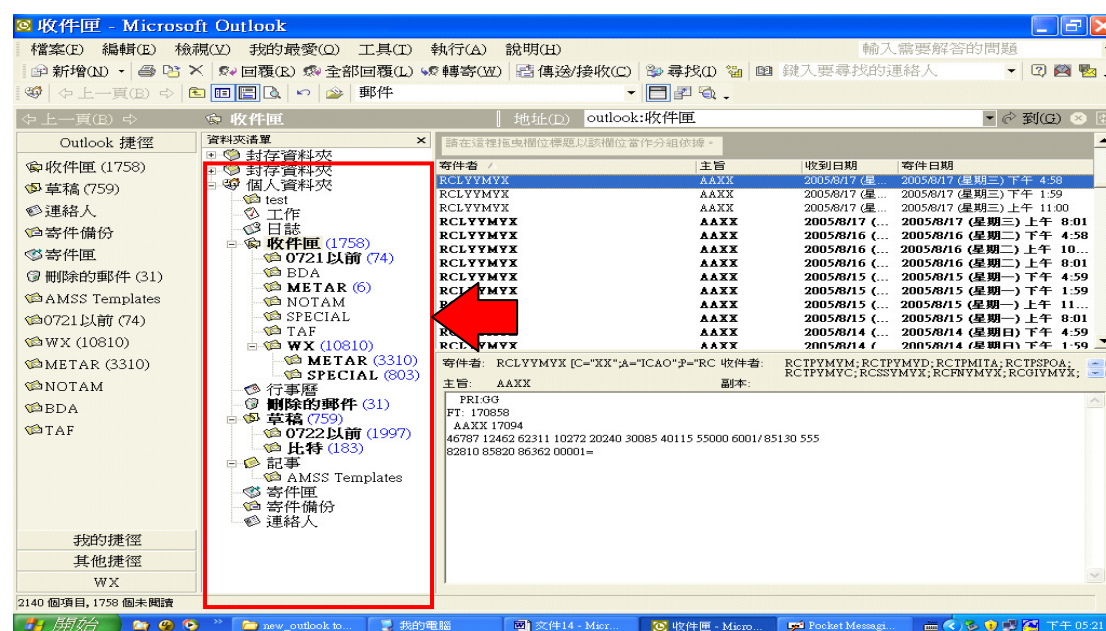 收件匣 - Microsoft Outlook
檔案(F) 編輯(E) 檢視(V) 我的最愛(O) 工具(T) 執行(A) 說明(H) 輸入需要解答的問題
新增(N) 回覆(R) 全部回覆(L) 轉寄(W) 傳送/接收(C) 尋找(I) 鍵入要尋找的連絡人
上一頁(B) 郵件
上一頁(B) 收件匣 地址(D) outlook:收件匣 到(G)
Outlook 捷徑
收件匣 (1758)
草稿 (759)
連絡人
寄件備份
寄件匣
刪除的郵件 (31)
AMSS Templates
0721以前 (74)
WX (10810)
METAR (3310)
NOTAM
BDA
TAF
我的捷徑
其他捷徑
WX
資料夾清單
封存資料夾
封存資料夾
個人資料夾
test
工作
日誌
收件匣 (1758)
0721以前 (74)
BDA
METAR (6)
NOTAM
SPECIAL
TAF
WX (10810)
METAR (3310)
SPECIAL (803)
行事曆
刪除的郵件 (31)
草稿 (759)
0722以前 (1997)
比特 (183)
記事
AMSS Templates
寄件匣
寄件備份
連絡人
請在這裡拖曳欄位標題以該欄位當作分組依據。
寄件者 主旨 收到日期 寄件日期
RCLYYMYX AAXX 2005/8/17 (星... 2005/8/17 (星期三) 下午 4:58
RCLYYMYX AAXX 2005/8/17 (星... 2005/8/17 (星期三) 下午 1:59
RCLYYMYX AAXX 2005/8/17 (星... 2005/8/17 (星期三) 上午 11:00
RCLYYMYX AAXX 2005/8/17 (... 2005/8/17 (星期三) 上午 8:01
RCLYYMYX AAXX 2005/8/16 (... 2005/8/16 (星期二) 下午 4:58
RCLYYMYX AAXX 2005/8/16 (... 2005/8/16 (星期二) 上午 10...
RCLYYMYX AAXX 2005/8/16 (... 2005/8/16 (星期二) 上午 8:01
RCLYYMYX AAXX 2005/8/15 (... 2005/8/15 (星期一) 下午 4:59
AAXX 2005/8/15 (... 2005/8/15 (星期一) 下午 1:59
AAXX 2005/8/15 (... 2005/8/15 (星期一) 上午 11...
AAXX 2005/8/15 (... 2005/8/15 (星期一) 上午 8:01
AAXX 2005/8/14 (... 2005/8/14 (星期日) 下午 4:59
RCLYYMYX AAXX 2005/8/14 (... 2005/8/14 (星期日) 下午 1:59
寄件者: RCLYYMYX [C="XX";A="ICAO";P="RC 收件者: RCTPYMYM; RCTPYMYD; RCTPMITA; RCTPSPOA;
RCTPYMYC; RCSSYMYX; RCFNYMYX; RCGIYMYX;
主旨: AAXX 副本:
PRI:GG
FT: 170858
AAXX 17094
46787 12462 62311 10272 20240 30085 40115 55000 6001/ 85130 555
82810 85820 86362 00001=
2140 個項目, 1758 個未閱讀
開始 new_outlook to... 我的電腦 文件14 - Micr... 收件匣 - Micro... Pocket Messagi... 下午 05:21